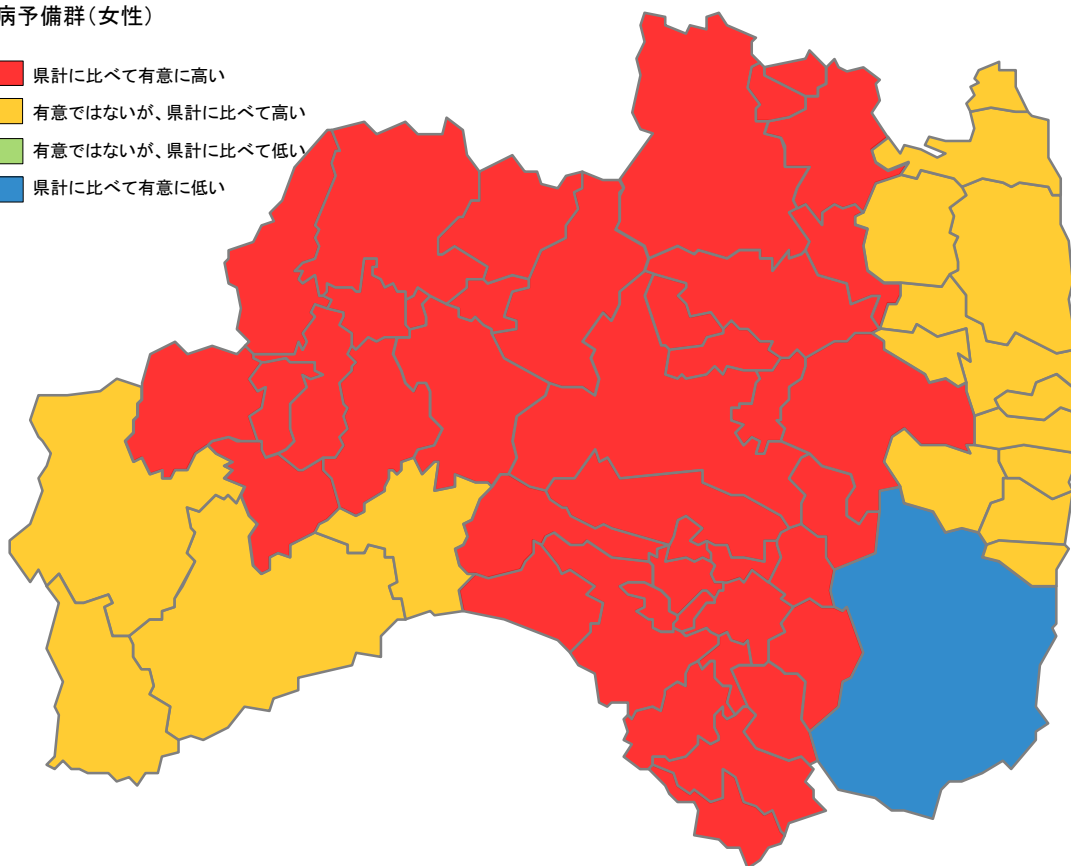 病予備群（女性）
県計に比べて有意に高い
有意ではないが、県計に比べて高い
有意ではないが、県計に比べて低い
県計に比べて有意に低い